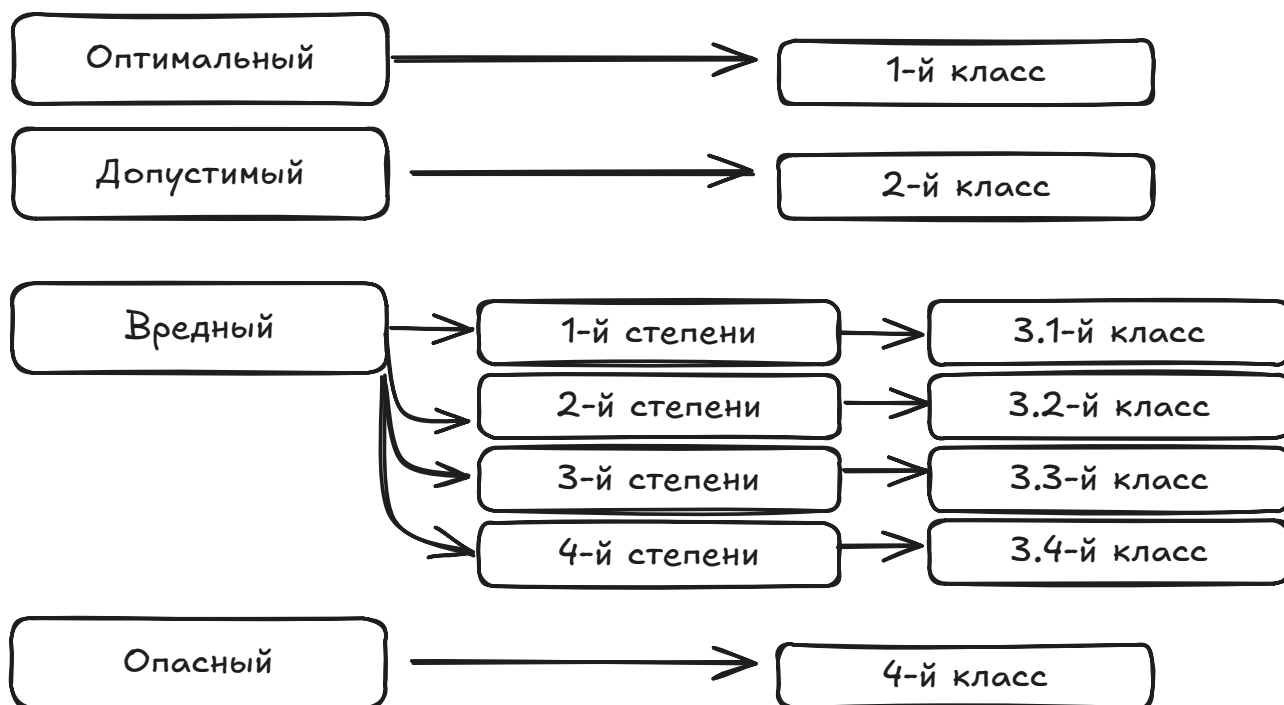 Оптимальный
1-й класс
Допустимый
2-й класс
Вредный
1-й степени
3.1-й класс
2-й степени
3.2-й класс
3-й степени
3.3-й класс
4-й степени
3.4-й класс
Опасный
4-й класс